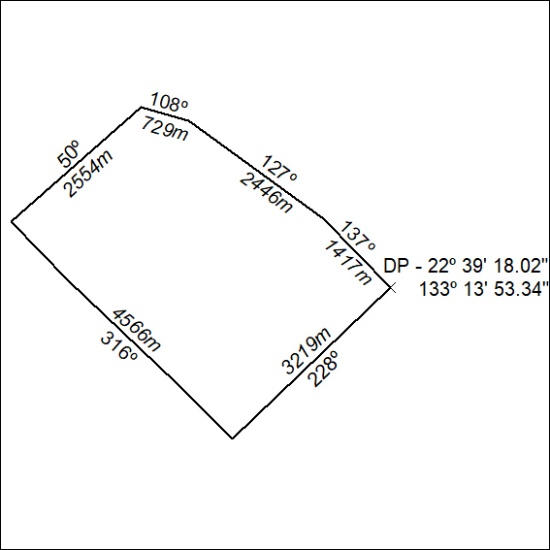 108º
729m
50º
2554m
127º
2446m
137º
1417m
DP - 22º 39' 18.02"
133º 13' 53.34"
4566m
316º
3219m
228º